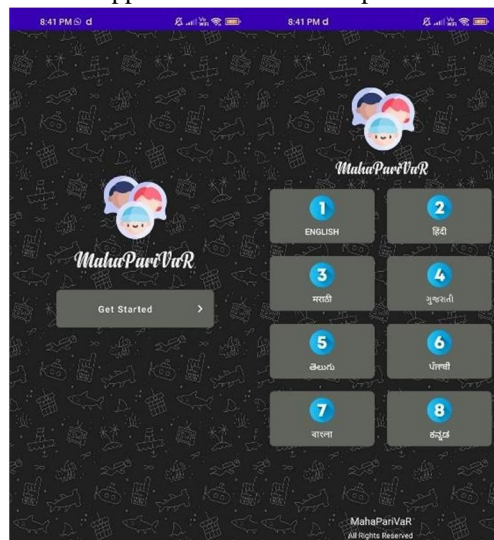 8:41 PM d
MahaPariVaR
Get Started
8:41 PM d
MahaPariVaR
1
ENGLISH
2
हिंदी
3
मराठी
4
ગુજરાતી
5
తెలుగు
6
ਪੰਜਾਬੀ
7
বাংলা
8
ಕನ್ನಡ
MahaPariVaR
All Rights Reserved